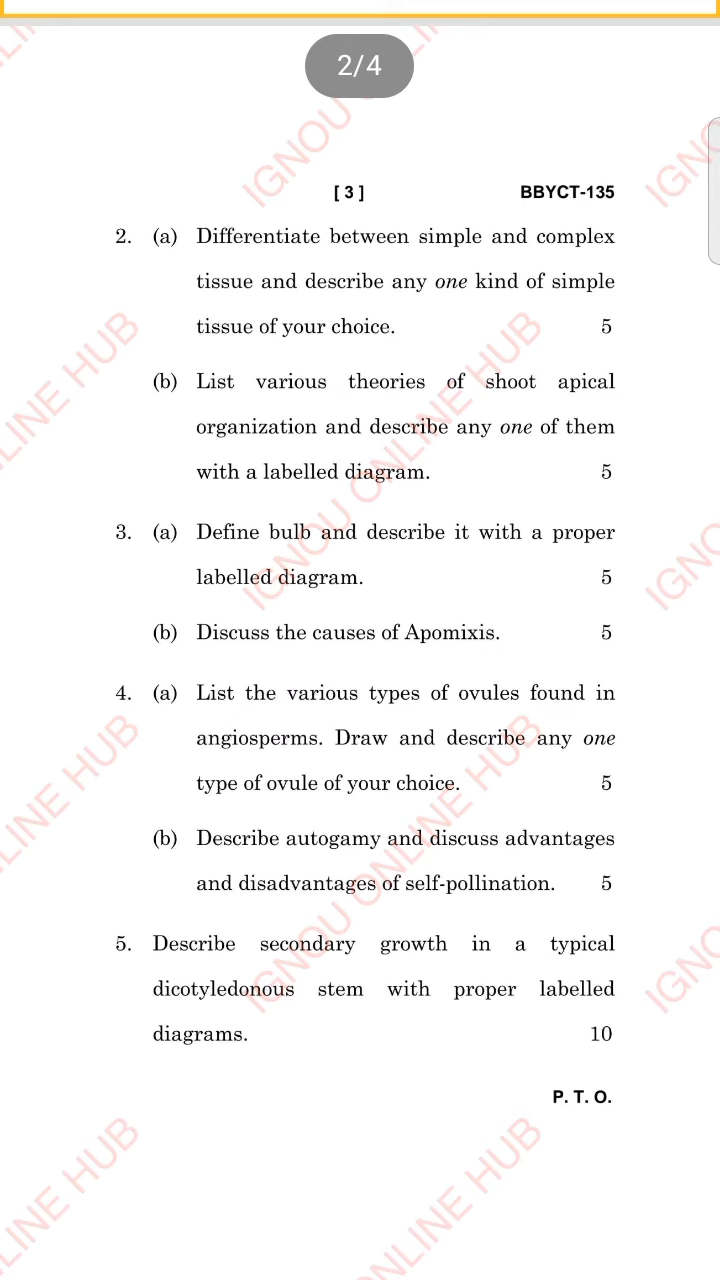 2/4
[ 3 ] BBYCT-135
2. (a) Differentiate between simple and complex
tissue and describe any one kind of simple
tissue of your choice. 5
(b) List various theories of shoot apical
organization and describe any one of them
with a labelled diagram. 5
3. (a) Define bulb and describe it with a proper
labelled diagram. 5
(b) Discuss the causes of Apomixis. 5
4. (a) List the various types of ovules found in
angiosperms. Draw and describe any one
type of ovule of your choice. 5
(b) Describe autogamy and discuss advantages
and disadvantages of self-pollination. 5
5. Describe secondary growth in a typical
dicotyledonous stem with proper labelled
diagrams. 10
P. T. O.
IGNOU ONLINE HUB